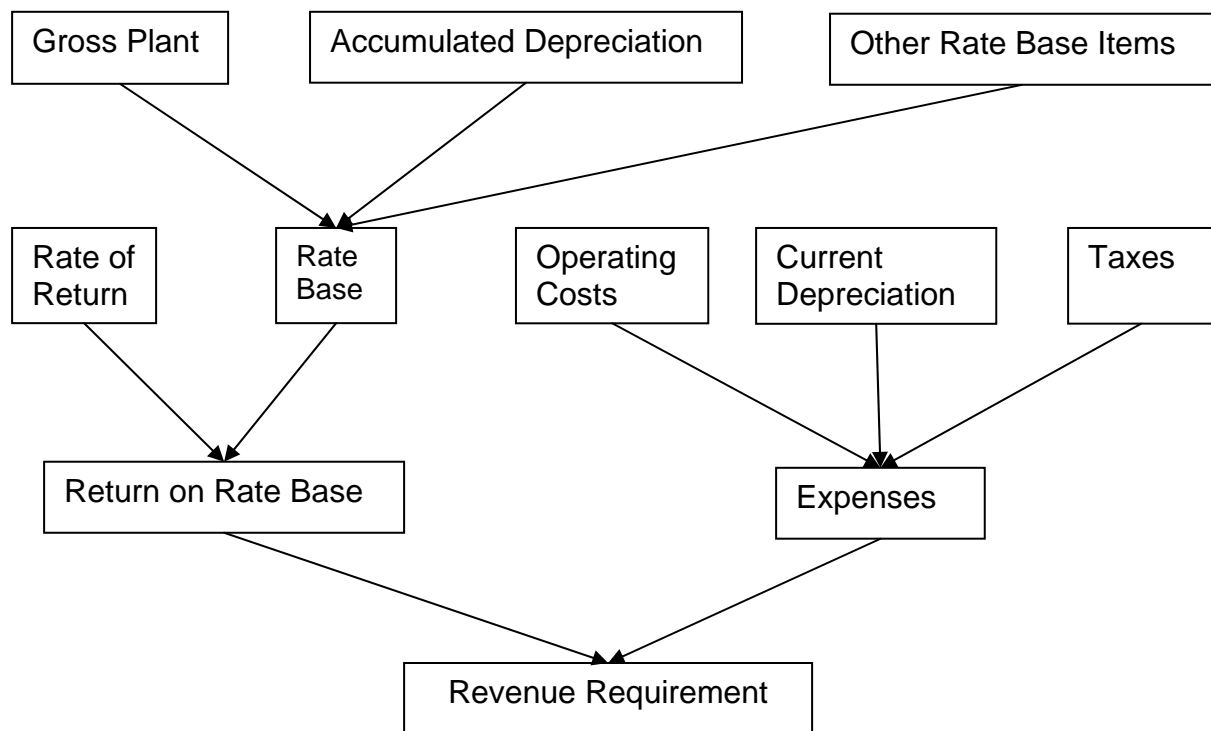 Gross Plant
Accumulated Depreciation
Other Rate Base Items
Rate of
Return
Rate
Base
Operating
Costs
Current
Depreciation
Taxes
Return on Rate Base
Expenses
Revenue Requirement